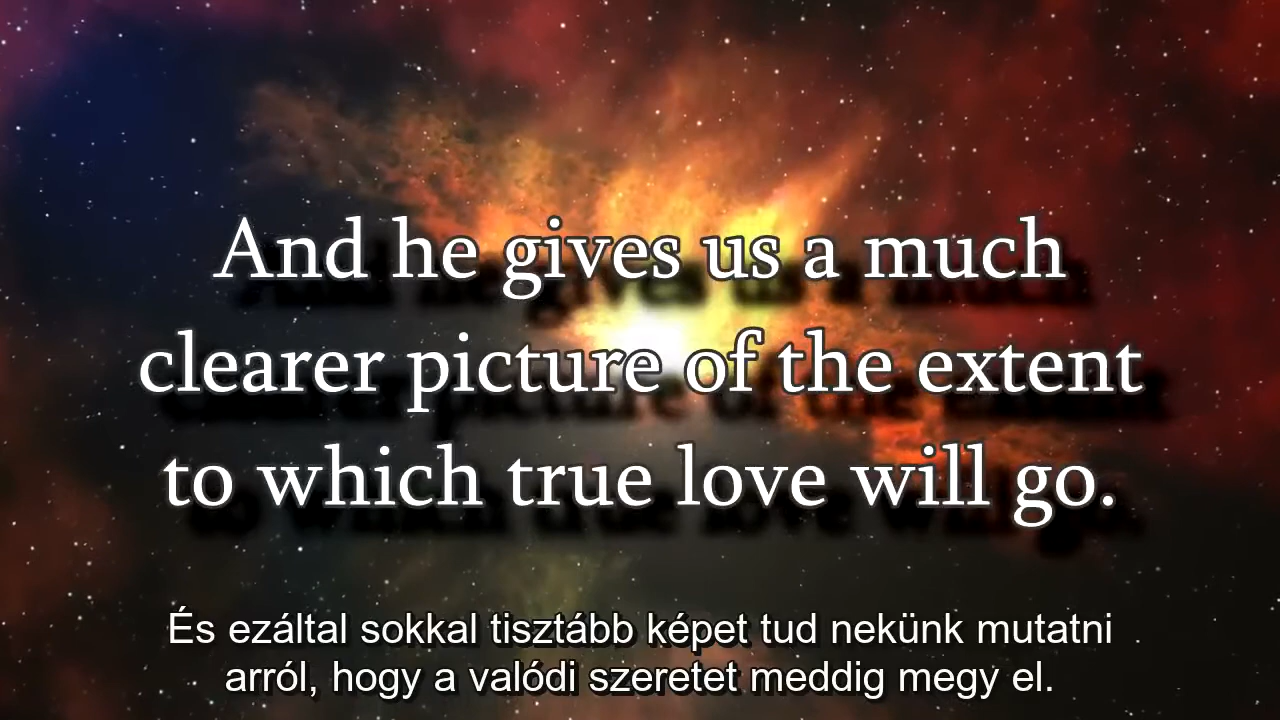 And he gives us a much
clearer picture of the extent
to which true love will go.
És ezáltal sokkal tisztább képet tud nekünk mutatni
arról, hogy a valódi szeretet meddig megy el.